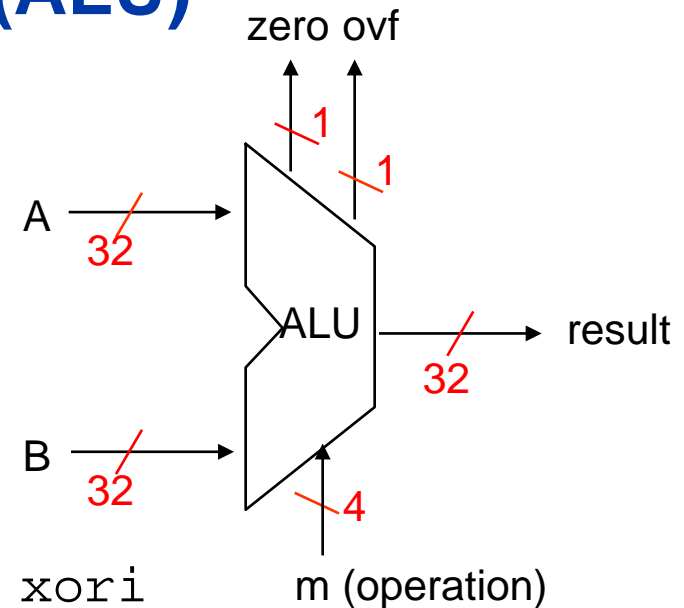 (ALU)
zero ovf
1
1
A
32
ALU
result
32
B
32
4
xori
m (operation)